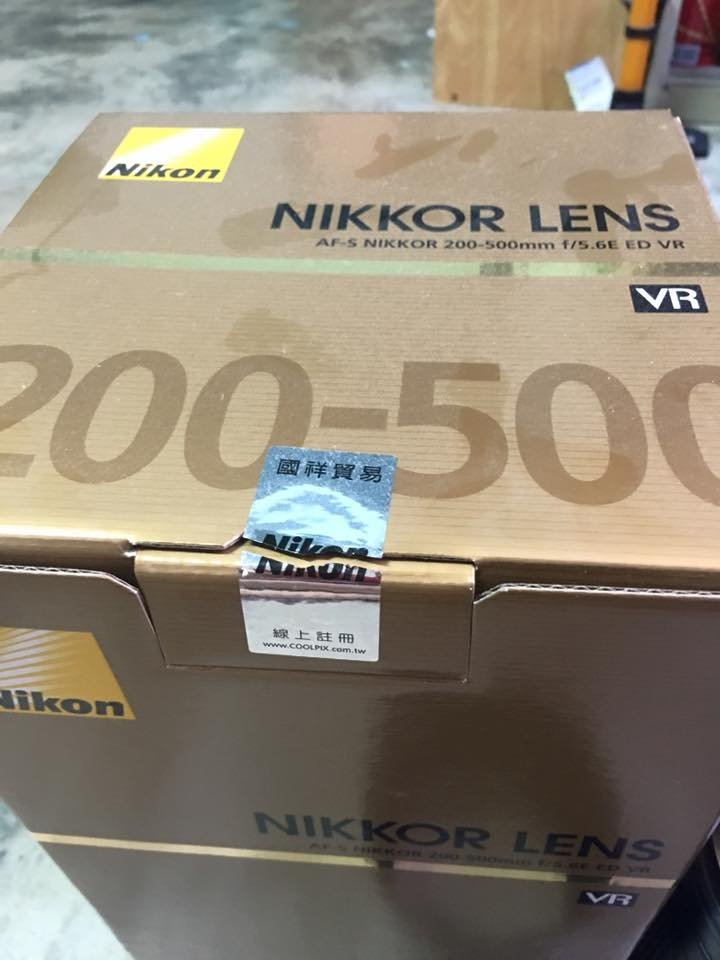 Nikon
NIKKOR LENS
AF-S NIKKOR 200-500mm f/5.6E ED VR
VR
200-500
國祥貿易
Nikon
Nikon
線上註冊
www.COOLPIX.com.tw
Nikon
NIKKOR LENS
AF-S NIKKOR 200-500mm f/5.6E ED VR
VR